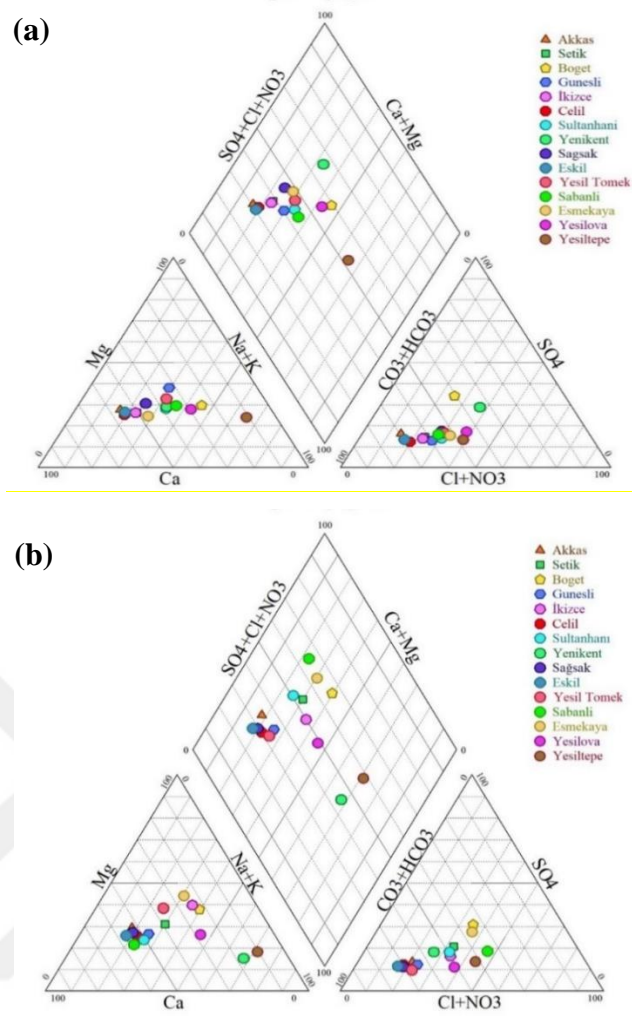 (a)
100
SO4+Cl+NO3
Ca+Mg
0
0
100
0
0
100
Mg
Na+K
CO3+HCO3
SO4
100
Ca
0
100
100
0
Cl+NO3
100
0
Akkas
Setik
Boget
Gunesli
İkizce
Celil
Sultanhani
Yenikent
Sagsak
Eskil
Yesil Tomek
Sabanli
Esmekaya
Yesilova
Yesiltepe
(b)
100
SO4+Cl+NO3
Ca+Mg
0
0
100
0
0
100
Mg
Na+K
CO3+HCO3
SO4
100
Ca
0
100
100
0
Cl+NO3
100
0
Akkas
Setik
Boget
Gunesli
İkizce
Celil
Sultanhanı
Yenikent
Sağsak
Eskil
Yesil Tomek
Sabanli
Esmekaya
Yesilova
Yesiltepe